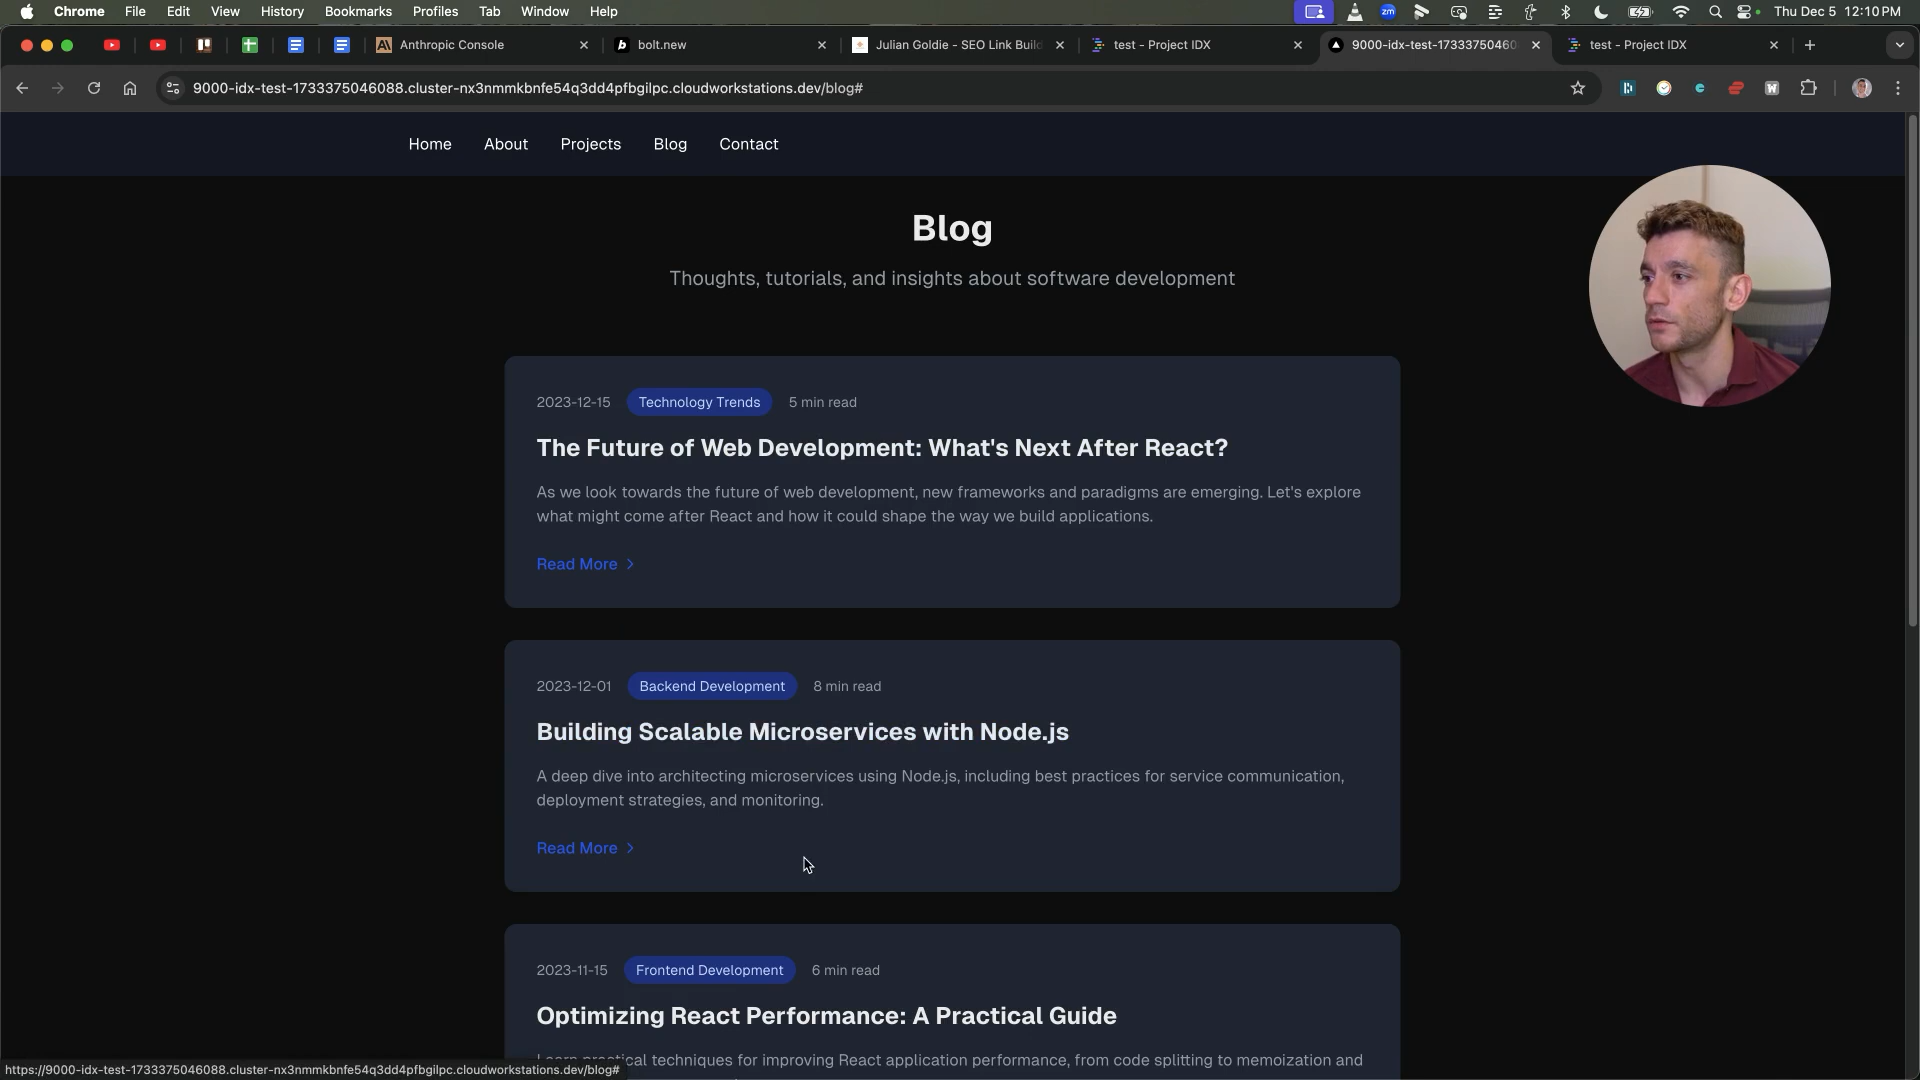 Chrome File Edit View History Bookmarks Profiles Tab Window Help
zm
Thu Dec 5 12:10 PM
Anthropic Console
bolt.new
Julian Goldie - SEO Link Build
test - Project IDX
9000-idx-test-1733375046
test - Project IDX
9000-idx-test-1733375046088.cluster-nx3nmmkbnfe54q3dd4pfbgilpc.cloudworkstations.dev/blog#
Home About Projects Blog Contact
Blog
Thoughts, tutorials, and insights about software development
2023-12-15 Technology Trends 5 min read
The Future of Web Development: What's Next After React?
As we look towards the future of web development, new frameworks and paradigms are emerging. Let's explore
what might come after React and how it could shape the way we build applications.
Read More
2023-12-01 Backend Development 8 min read
Building Scalable Microservices with Node.js
A deep dive into architecting microservices using Node.js, including best practices for service communication,
deployment strategies, and monitoring.
Read More
2023-11-15 Frontend Development 6 min read
Optimizing React Performance: A Practical Guide
Learn practical techniques for improving React application performance, from code splitting to memoization and
https://9000-idx-test-1733375046088.cluster-nx3nmmkbnfe54q3dd4pfbgilpc.cloudworkstations.dev/blog#